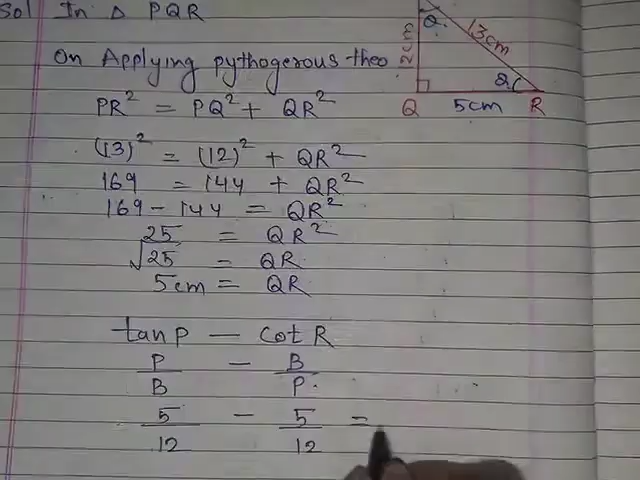 Sol In Δ PQR
On Applying pythogerous theo
PR² = PQ² + QR²
(13)² = (12)² + QR²
169 = 144 + QR²
169 - 144 = QR²
25 = QR²
√25 = QR
5cm = QR
tan P — cot R
P/B — B/P
5/12 — 5/12 =
13cm
2cm
Q
5cm
R